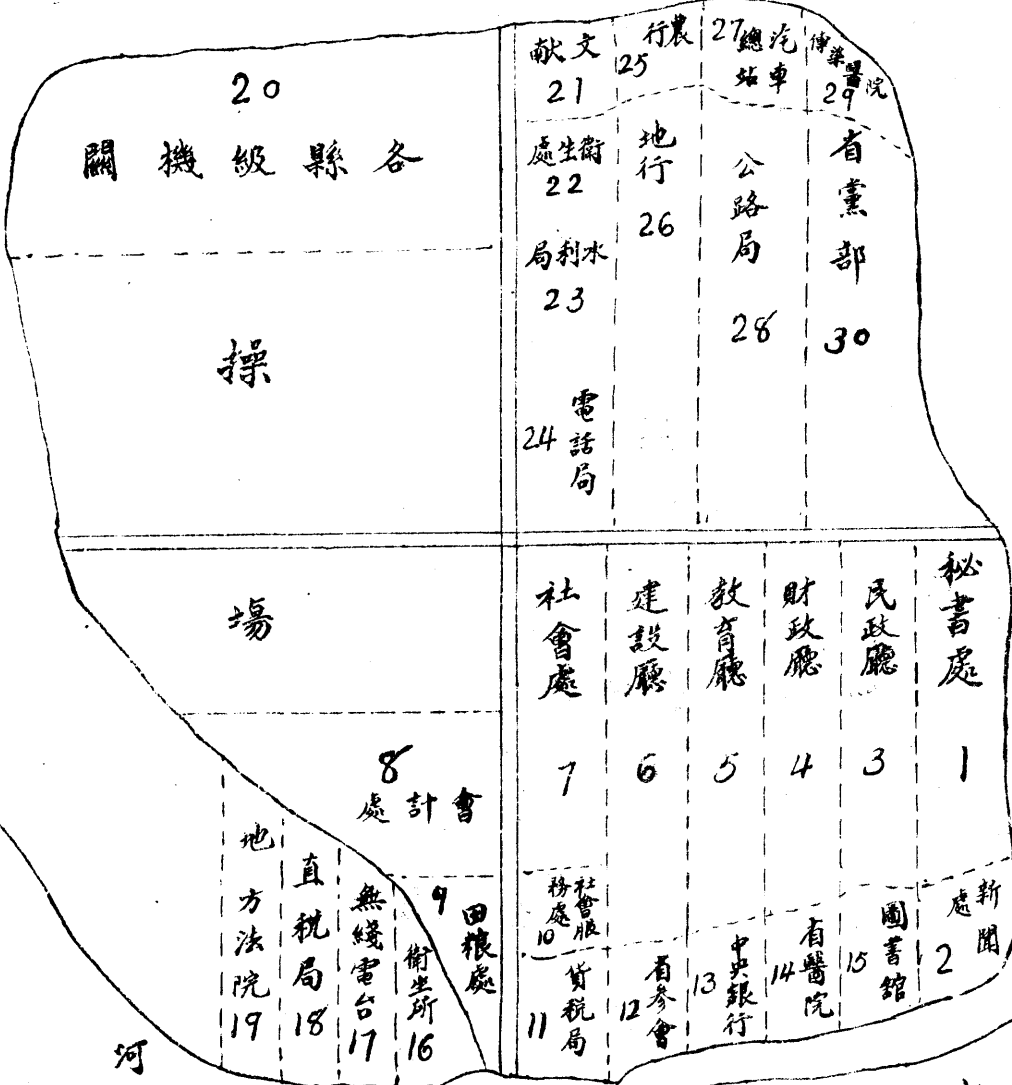 20
各縣級機關
操
場
文献
21
衛生處
22
水利局
23
電話局
24
農行
25
地行
26
汽車總站
27
公路局
28
傳染醫院
29
省黨部
30
秘書處
1
新聞處
2
民政廳
3
財政廳
4
教育廳
5
建設廳
6
社會處
7
8
會計處
9
田粮處
社會服務處
10
貨税局
11
省參會
12
中央銀行
13
省醫院
14
圖書館
15
衛生所
16
無綫電台
17
直税局
18
地方法院
19
河